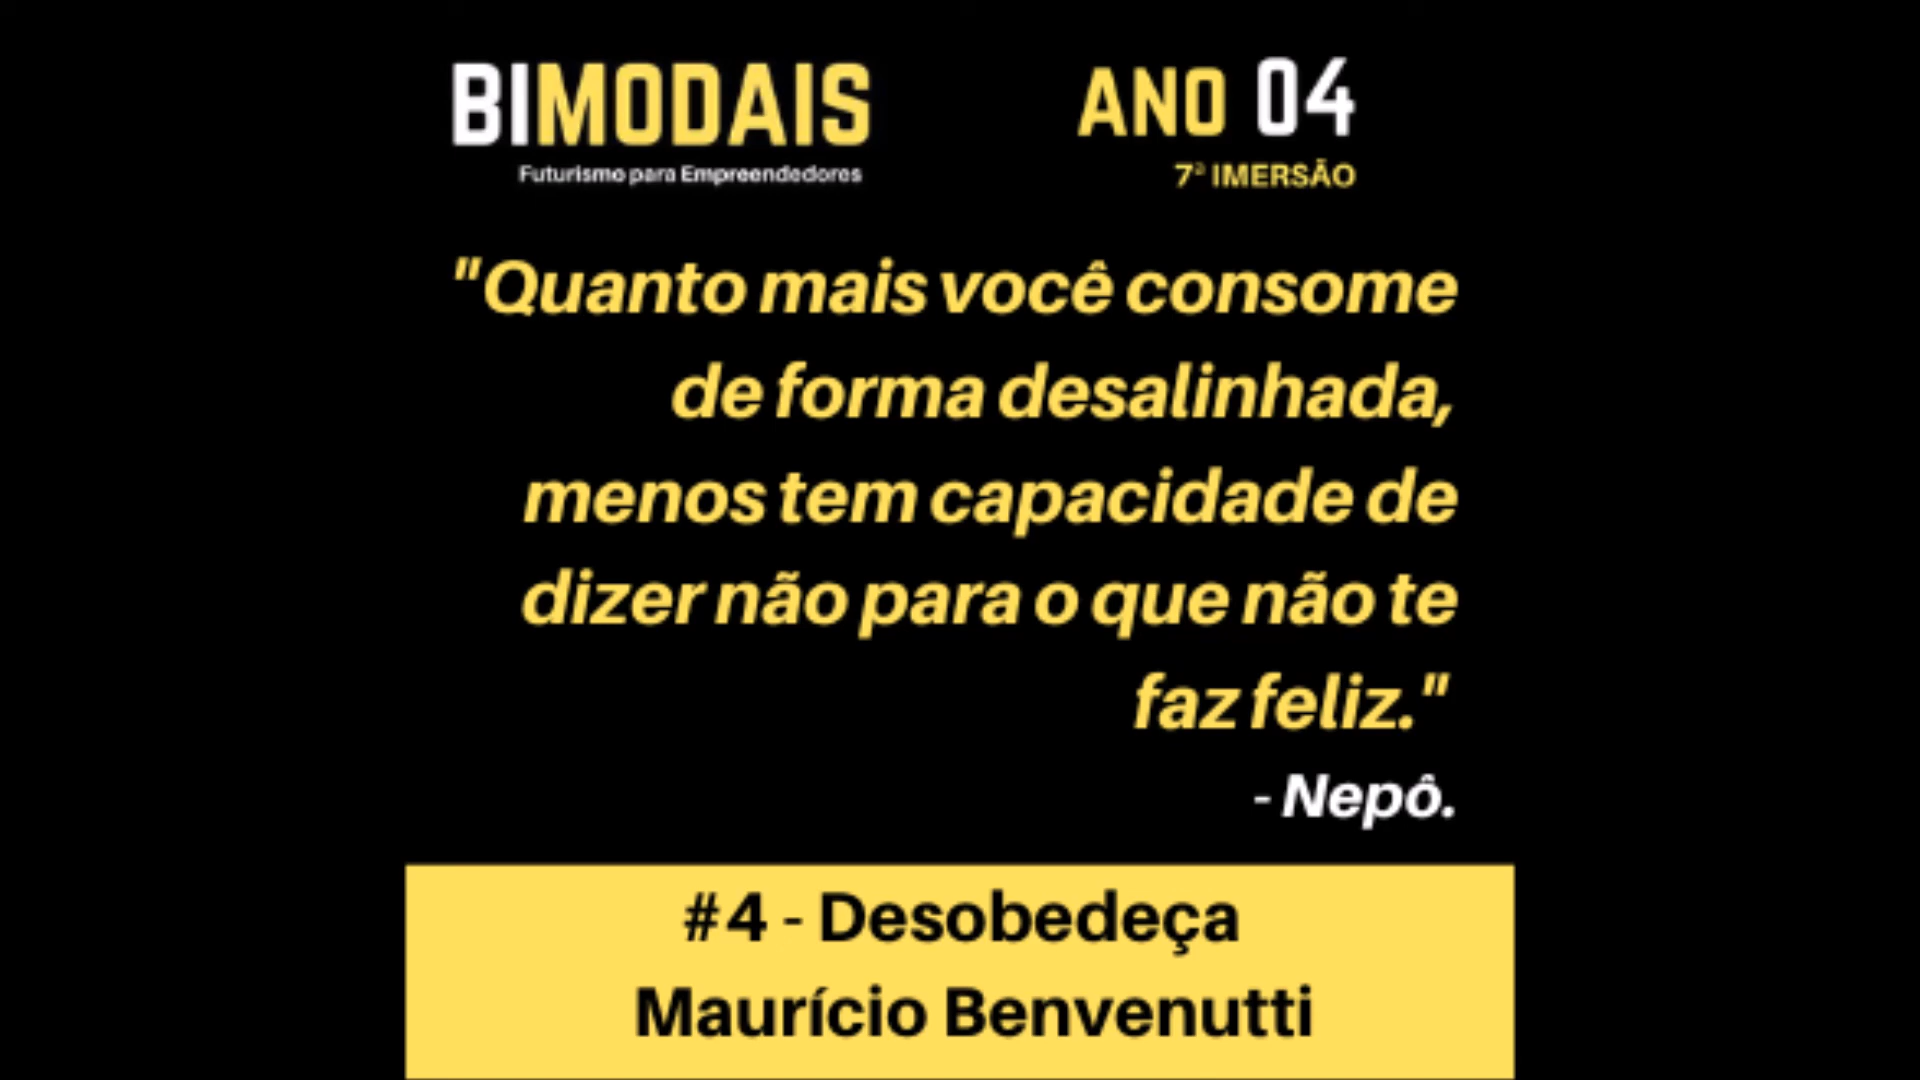 BIMODAIS
Futurismo para Empreendedores
ANO 04
7ª IMERSÃO
"Quanto mais você consome
de forma desalinhada,
menos tem capacidade de
dizer não para o que não te
faz feliz."
- Nepô.
#4 - Desobedeça
Maurício Benvenutti